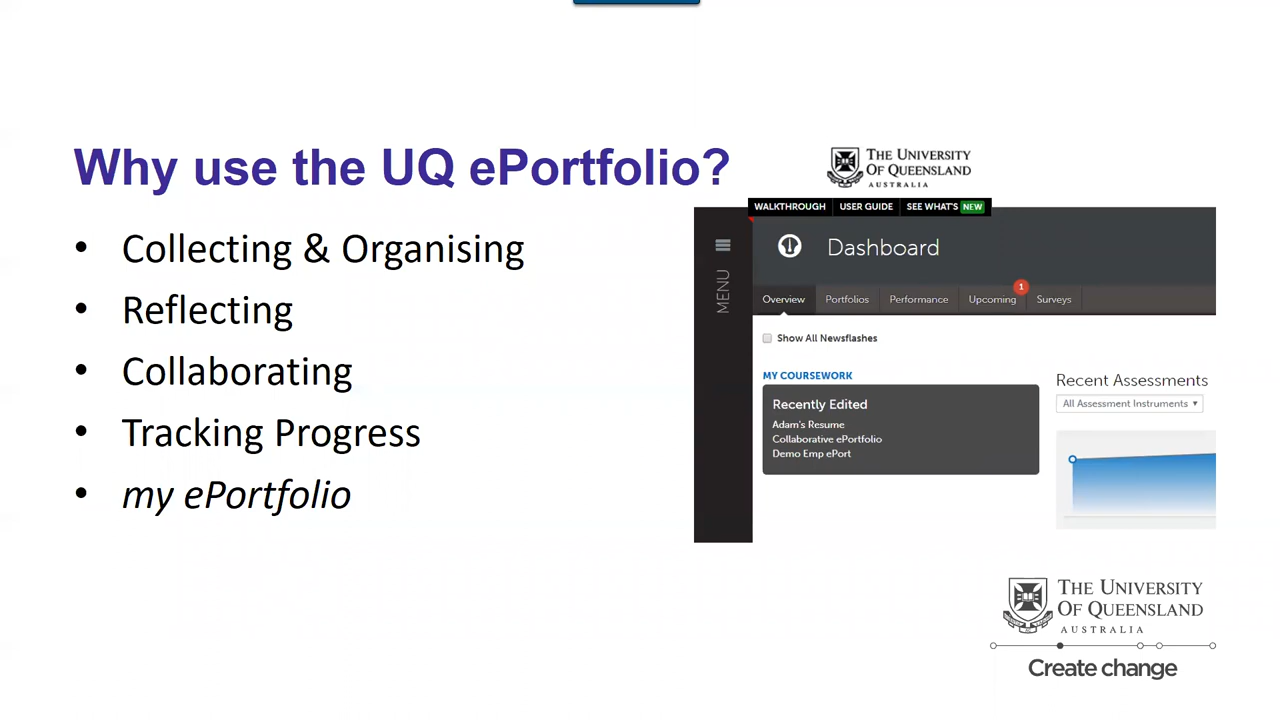 Why use the UQ ePortfolio?
• Collecting & Organising
• Reflecting
• Collaborating
• Tracking Progress
• my ePortfolio
THE UNIVERSITY
OF QUEENSLAND
AUSTRALIA
WALKTHROUGH USER GUIDE SEE WHAT'S NEW
MENU
Dashboard
Overview Portfolios Performance Upcoming 1 Surveys
Show All Newsflashes
MY COURSEWORK
Recently Edited
Adam's Resume
Collaborative ePortfolio
Demo Emp ePort
Recent Assessments
All Assessment Instruments
THE UNIVERSITY
OF QUEENSLAND
AUSTRALIA
Create change